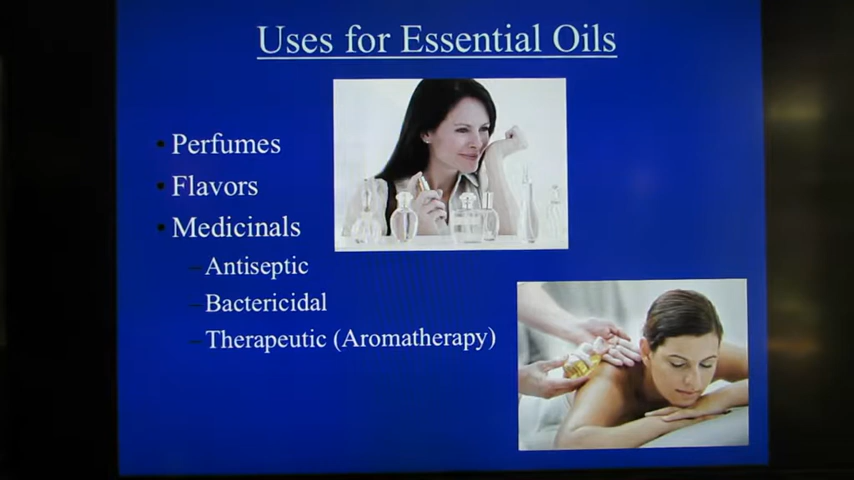 Uses for Essential Oils
• Perfumes
• Flavors
• Medicinals
– Antiseptic
– Bactericidal
– Therapeutic (Aromatherapy)